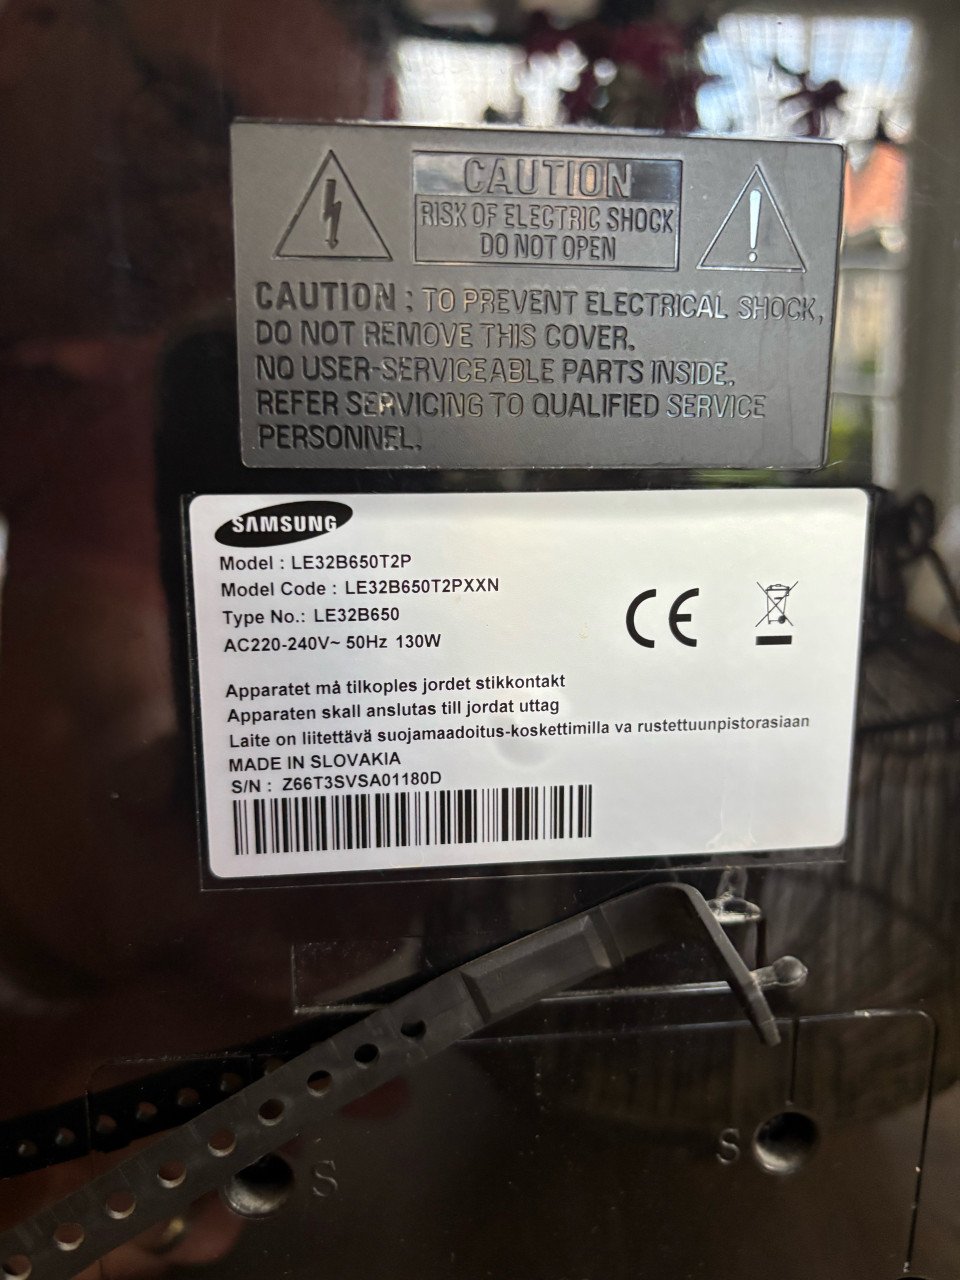 CAUTION
RISK OF ELECTRIC SHOCK
DO NOT OPEN
CAUTION : TO PREVENT ELECTRICAL SHOCK,
DO NOT REMOVE THIS COVER.
NO USER-SERVICEABLE PARTS INSIDE.
REFER SERVICING TO QUALIFIED SERVICE
PERSONNEL.
SAMSUNG
Model : LE32B650T2P
Model Code : LE32B650T2PXXN
Type No.: LE32B650
AC220-240V~ 50Hz 130W
CE
Apparatet må tilkoples jordet stikkontakt
Apparaten skall anslutas till jordat uttag
Laite on liitettävä suojamaadoitus-koskettimilla va rustettuunpistorasiaan
MADE IN SLOVAKIA
S/N : Z66T3SVSA01180D
S
S